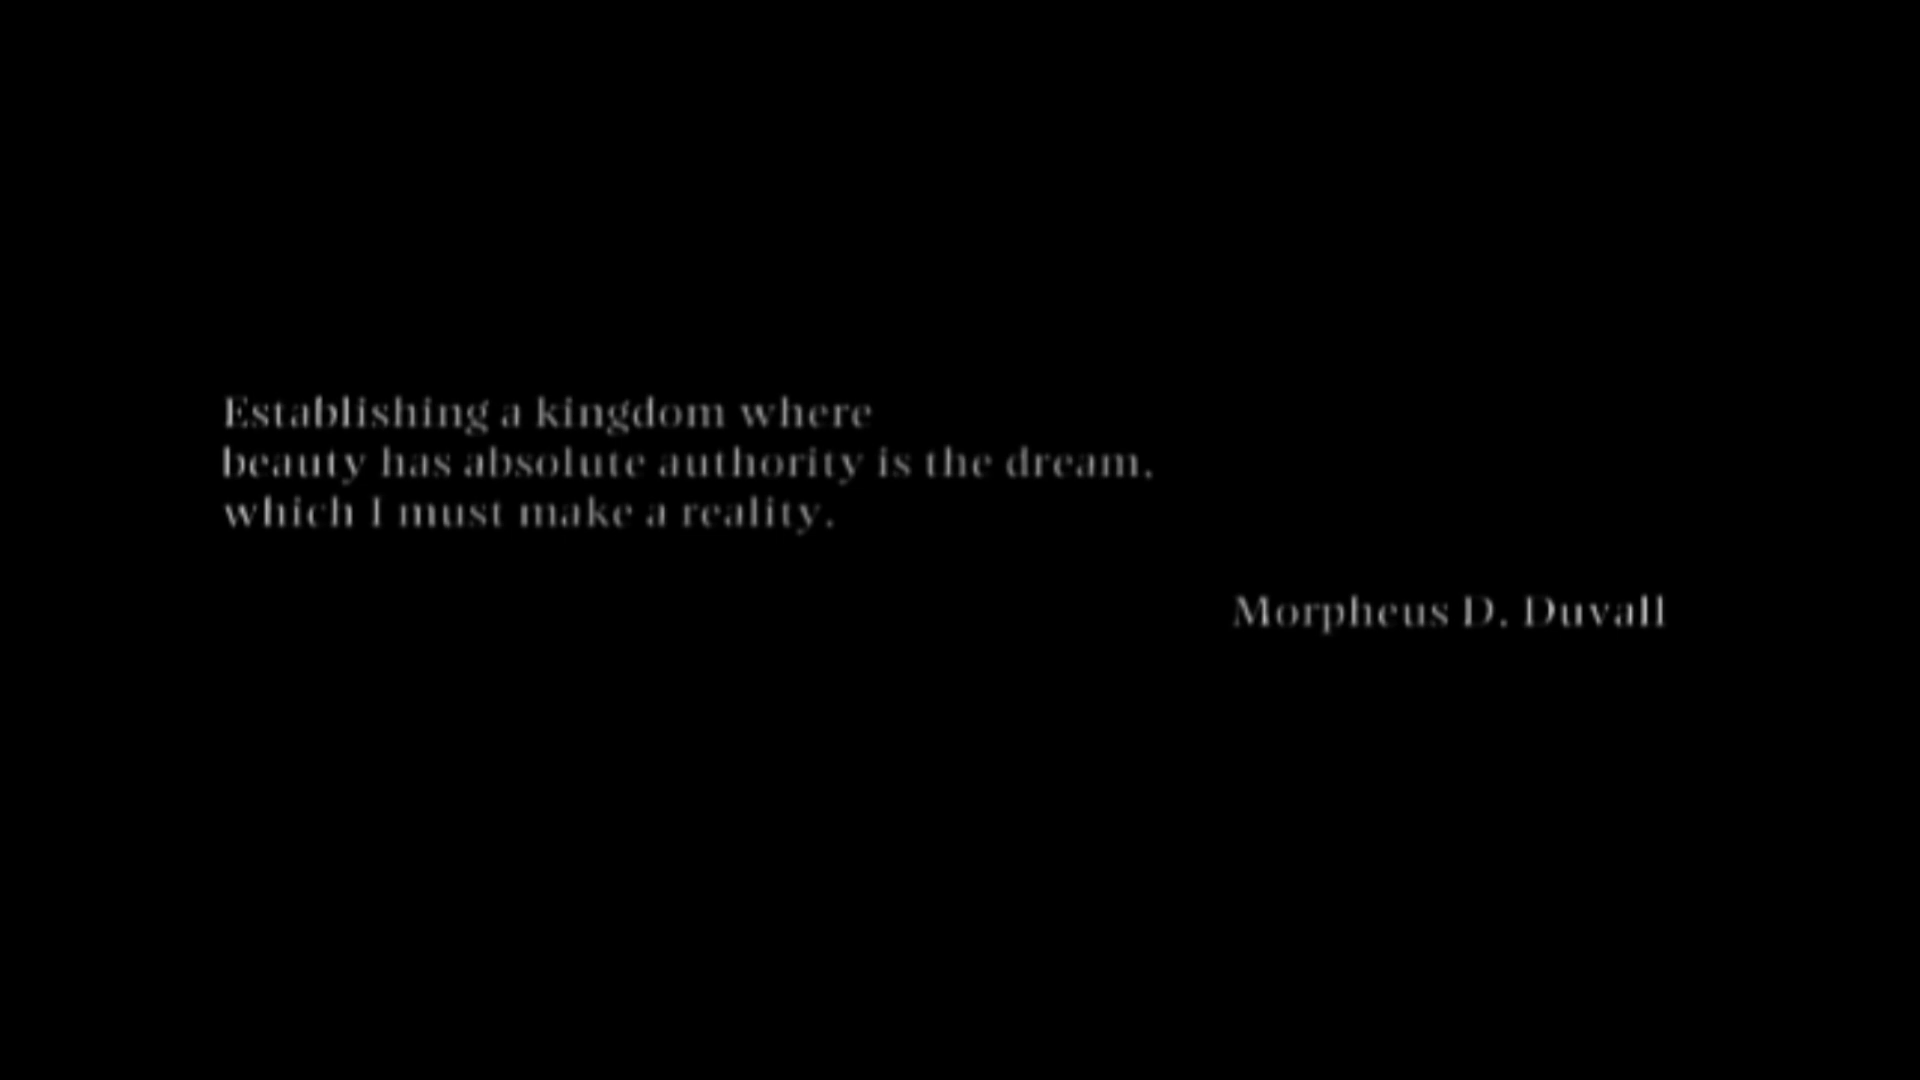 Establishing a kingdom where
beauty has absolute authority is the dream,
which I must make a reality.
Morpheus D. Duvall